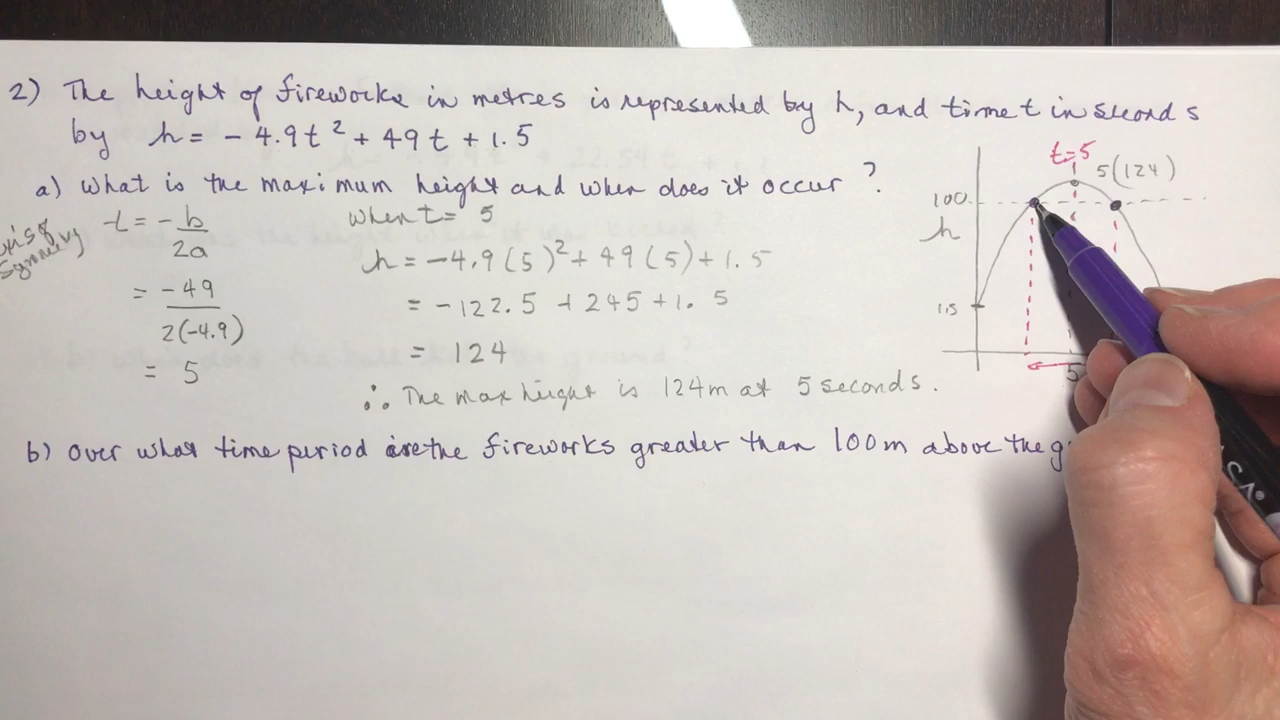 2) The height of fireworks in metres is represented by h, and time t in seconds
by h = - 4.9t² + 49t + 1.5
a) What is the maximum height and when does it occur ?
Axis of
Symmetry
t = -b
2a
= -49
2(-4.9)
= 5
when t = 5
h = -4.9(5)² + 49(5) + 1.5
= -122.5 + 245 + 1.5
= 124
∴ The max height is 124m at 5 seconds.
t=5
5(124)
100
h
1.5
5
b) Over what time period are the fireworks greater than 100m above the